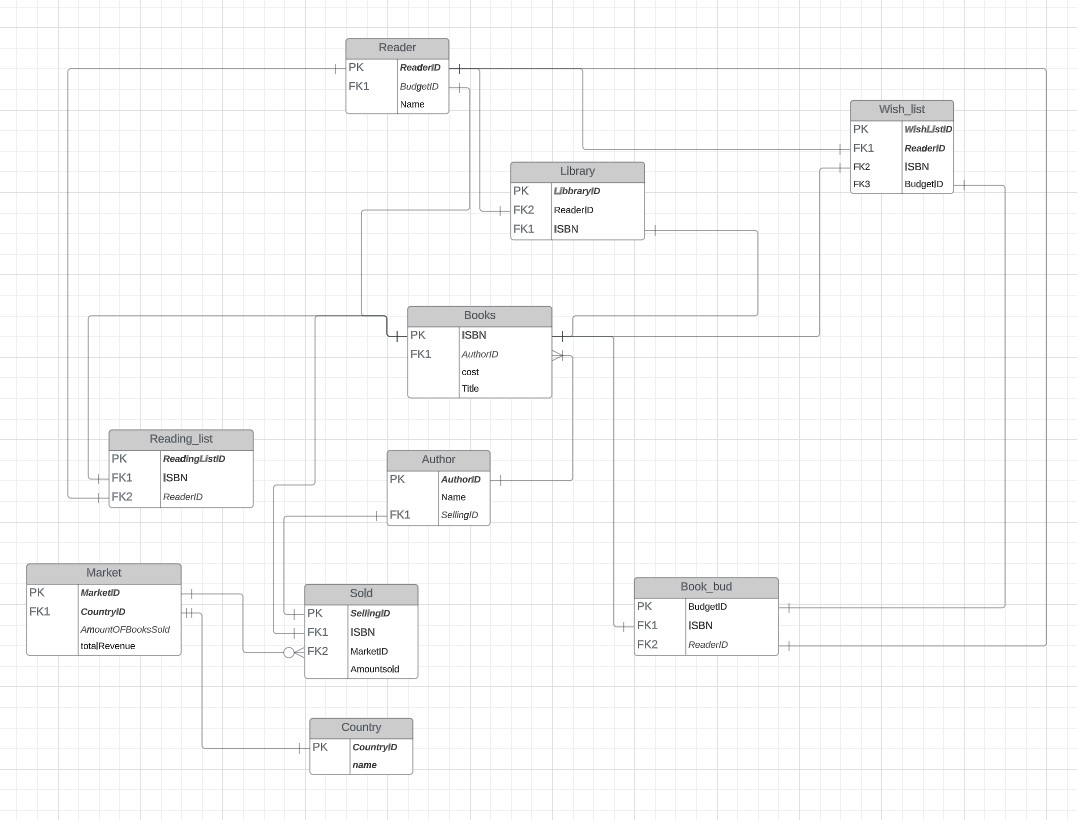 Reader
PK ReaderID
FK1 BudgetID
Name
Wish_list
PK WishListID
FK1 ReaderID
FK2 ISBN
FK3 BudgetID
Library
PK LibbraryID
FK2 ReaderID
FK1 ISBN
Books
PK ISBN
FK1 AuthorID
cost
Title
Reading_list
PK ReadingListID
FK1 ISBN
FK2 ReaderID
Author
PK AuthorID
Name
FK1 SellingID
Market
PK MarketID
FK1 CountryID
AmountOFBooksSold
totalRevenue
Sold
PK SellingID
FK1 ISBN
FK2 MarketID
Amountsold
Book_bud
PK BudgetID
FK1 ISBN
FK2 ReaderID
Country
PK CountryID
name